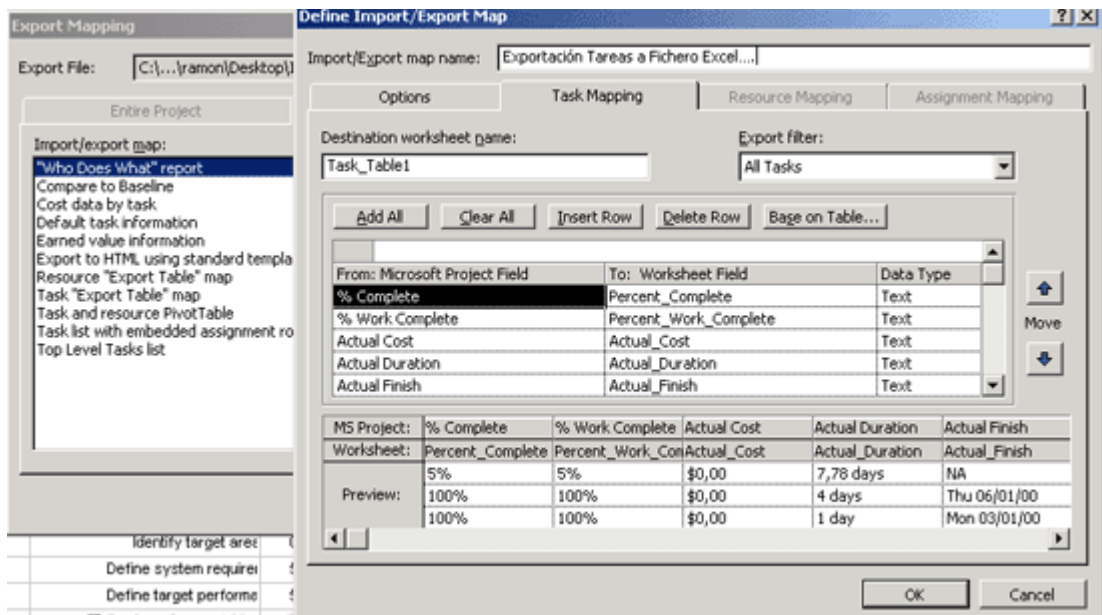 Export Mapping
Export File: C:\...\ramon\Desktop\
Entire Project
Import/export map:
"Who Does What" report
Compare to Baseline
Cost data by task
Default task information
Earned value information
Export to HTML using standard templa
Resource "Export Table" map
Task "Export Table" map
Task and resource PivotTable
Task list with embedded assignment ro
Top Level Tasks list
Identify target area
Define system require
Define target performe
Define Import/Export Map
Import/Export map name: Exportación Tareas a Fichero Excel....
Options Task Mapping Resource Mapping Assignment Mapping
Destination worksheet name: Export filter:
Task_Table1 All Tasks
Add All Clear All Insert Row Delete Row Base on Table...
From: Microsoft Project Field To: Worksheet Field Data Type
% Complete Percent_Complete Text
% Work Complete Percent_Work_Complete Text
Actual Cost Actual_Cost Text
Actual Duration Actual_Duration Text
Actual Finish Actual_Finish Text
Move
MS Project: % Complete % Work Complete Actual Cost Actual Duration Actual Finish
Worksheet: Percent_Complete Percent_Work_Com Actual_Cost Actual_Duration Actual_Finish
5% 5% $0,00 7,78 days NA
Preview: 100% 100% $0,00 4 days Thu 06/01/00
100% 100% $0,00 1 day Mon 03/01/00
OK Cancel